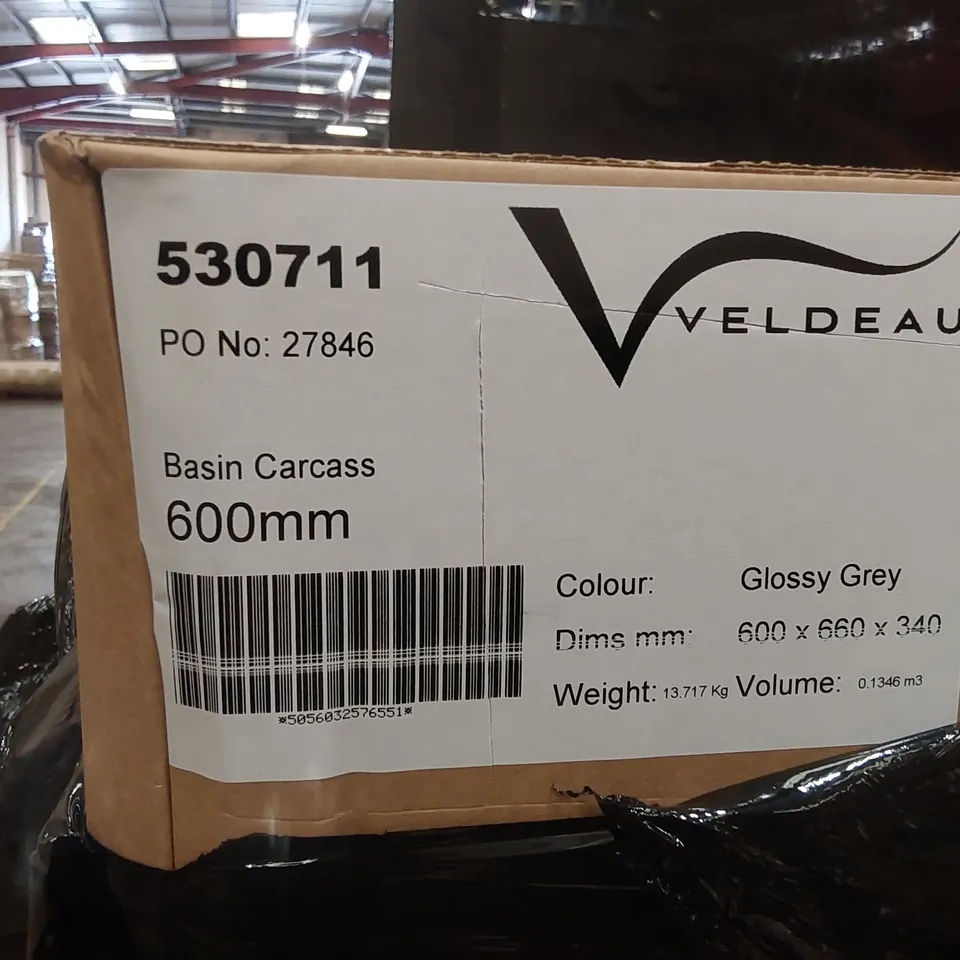 530711
PO No: 27846
VELDEAU
Basin Carcass
600mm
*5056032576551*
Colour: Glossy Grey
Dims mm: 600 x 660 x 340
Weight: 13.717 Kg Volume: 0.1346 m3